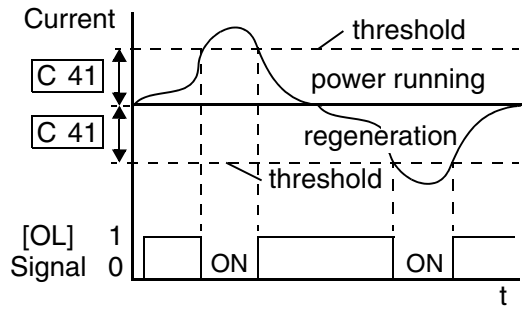 Current
threshold
C 41
power running
C 41
regeneration
threshold
[OL] 1
Signal 0
ON
ON
t